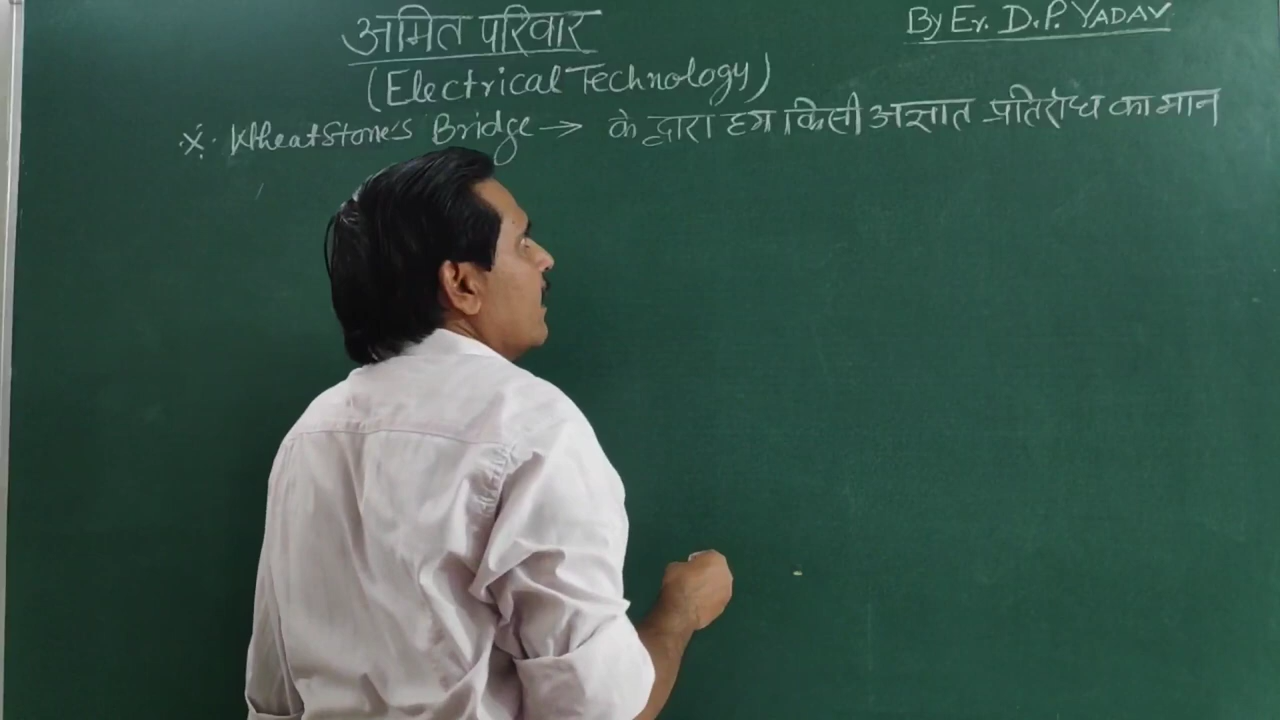 अमित परिवार
By Er. D.P. YADAV
(Electrical Technology)
※ WheatStone's Bridge → के द्वारा हम किसी अज्ञात प्रतिरोध का मान